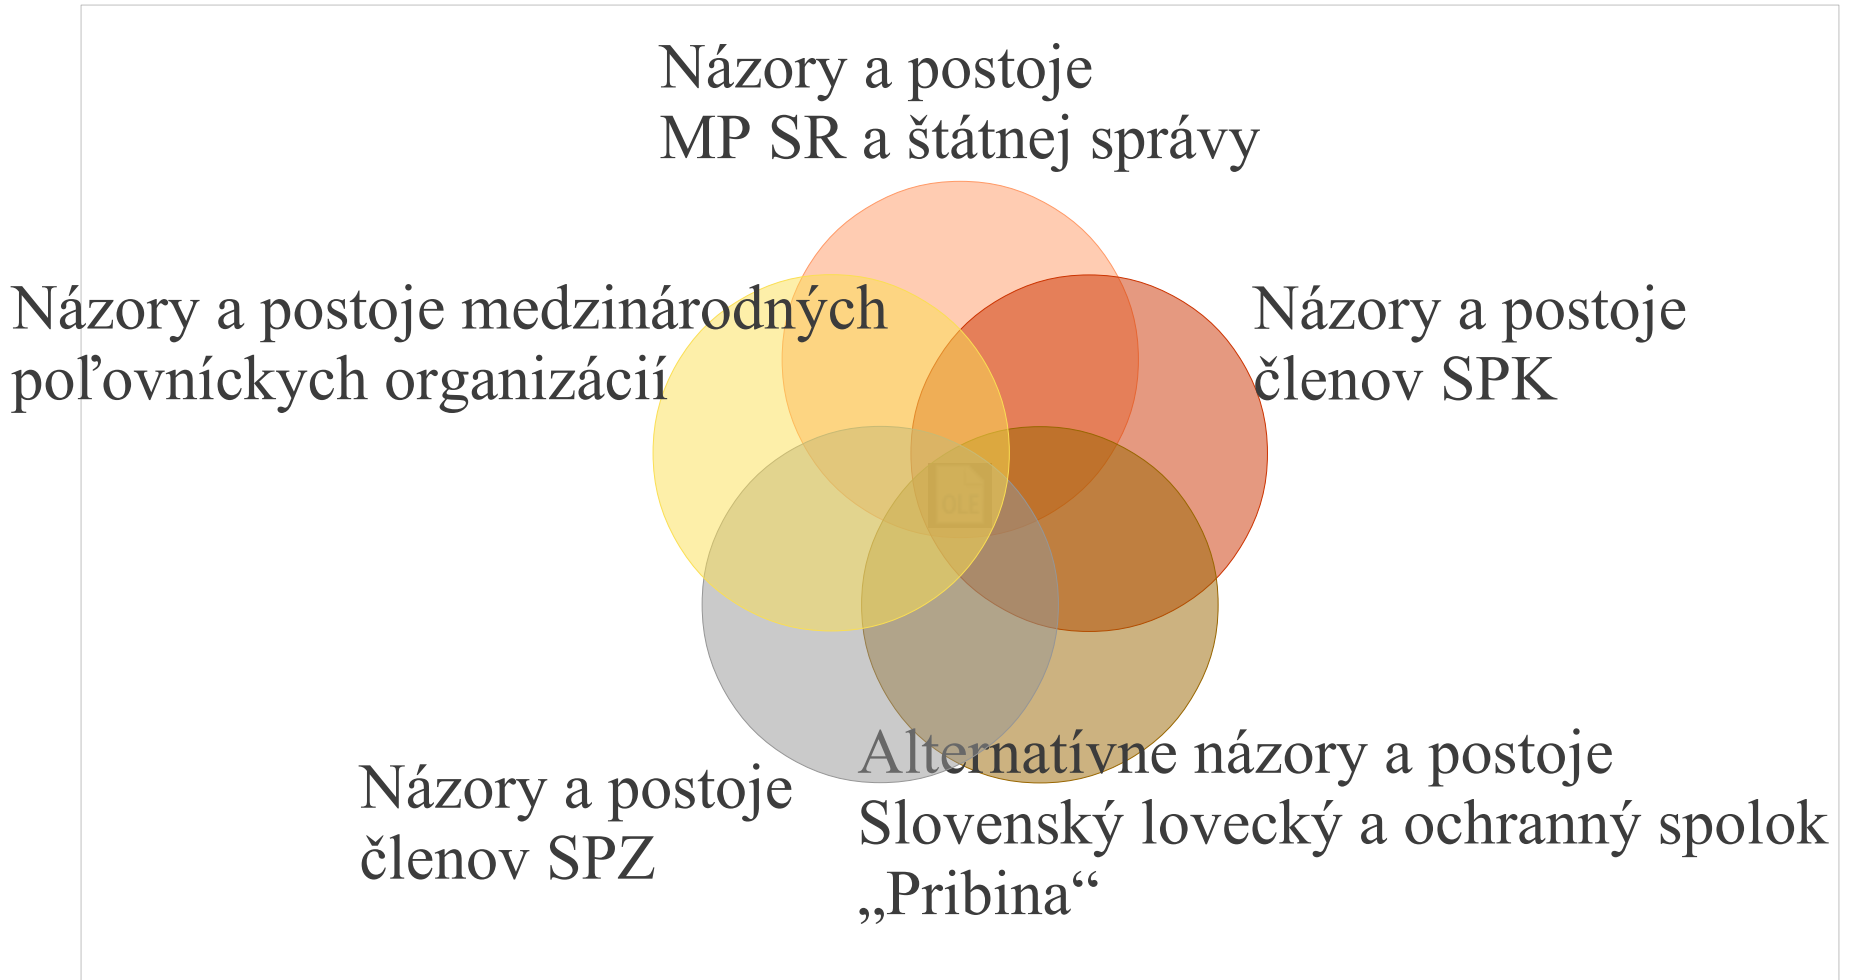 Názory a postoje
MP SR a štátnej správy
Názory a postoje medzinárodných
poľovníckych organizácií
Názory a postoje
členov SPK
OLE
Názory a postoje
členov SPZ
Alternatívne názory a postoje
Slovenský lovecký a ochranný spolok
„Pribina“